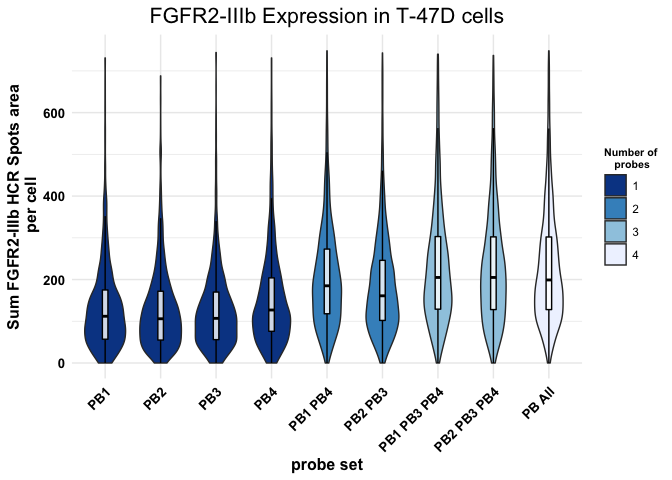 FGFR2-IIIb Expression in T-47D cells
Sum FGFR2-IIIb HCR Spots area
per cell
600
400
200
0
PB1
PB2
PB3
PB4
PB1 PB4
PB2 PB3
PB1 PB3 PB4
PB2 PB3 PB4
PB All
probe set
Number of
probes
1
2
3
4